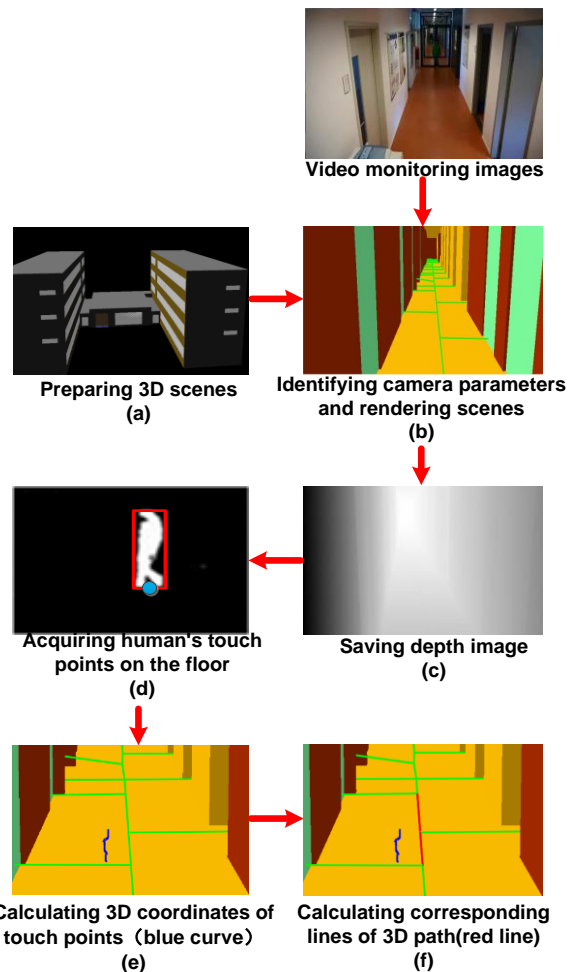 Video monitoring images
Preparing 3D scenes
(a)
Identifying camera parameters
and rendering scenes
(b)
Acquiring human's touch
points on the floor
(d)
Saving depth image
(c)
Calculating 3D coordinates of
touch points（blue curve）
(e)
Calculating corresponding
lines of 3D path(red line)
(f)